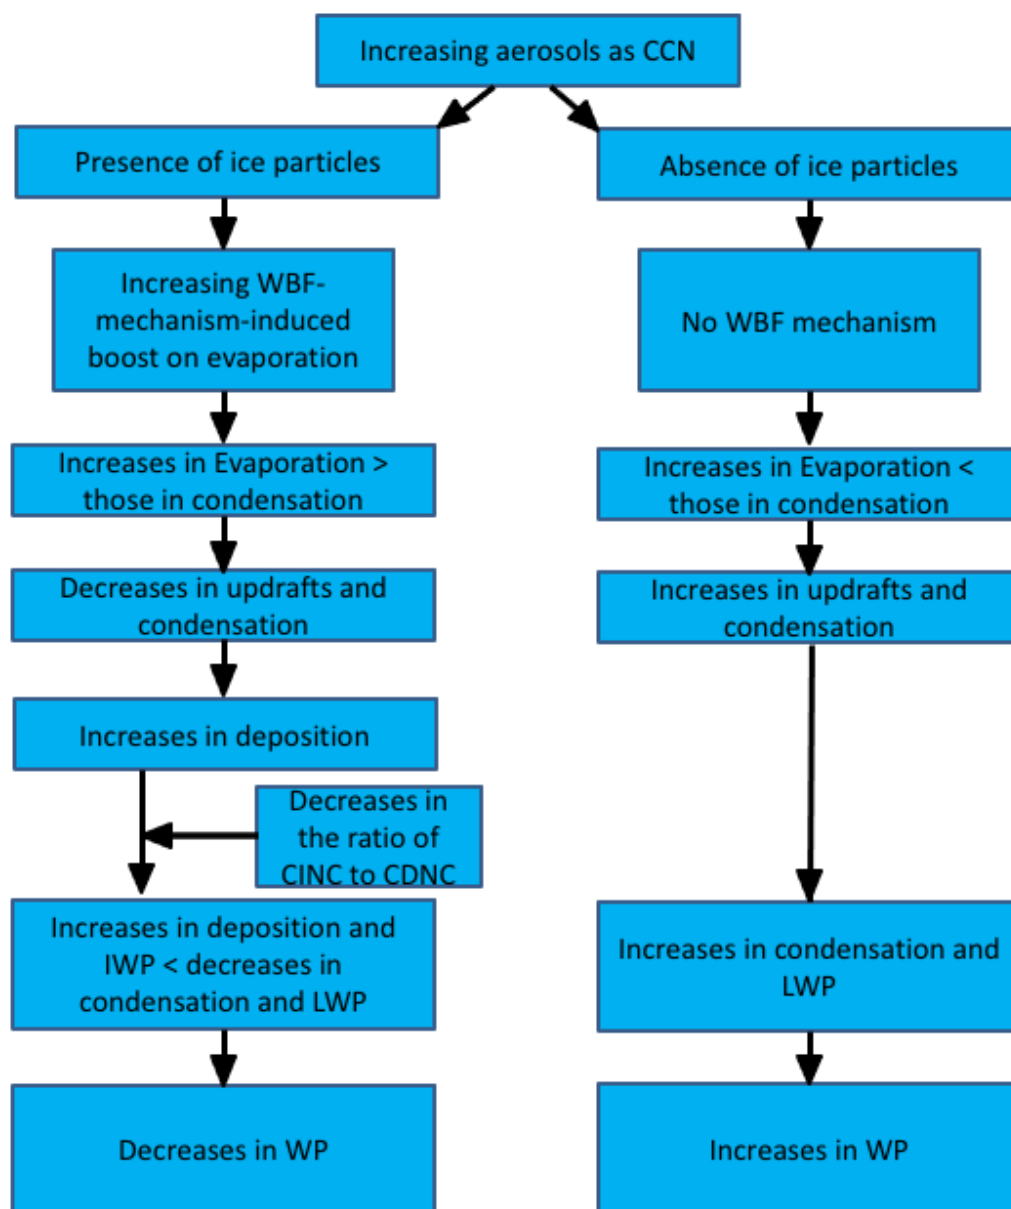 Increasing aerosols as CCN
Presence of ice particles
Absence of ice particles
Increasing WBF-
mechanism-induced
boost on evaporation
No WBF mechanism
Increases in Evaporation >
those in condensation
Increases in Evaporation <
those in condensation
Decreases in updrafts and
condensation
Increases in updrafts and
condensation
Increases in deposition
Decreases in
the ratio of
CINC to CDNC
Increases in deposition and
IWP < decreases in
condensation and LWP
Increases in condensation and
LWP
Decreases in WP
Increases in WP